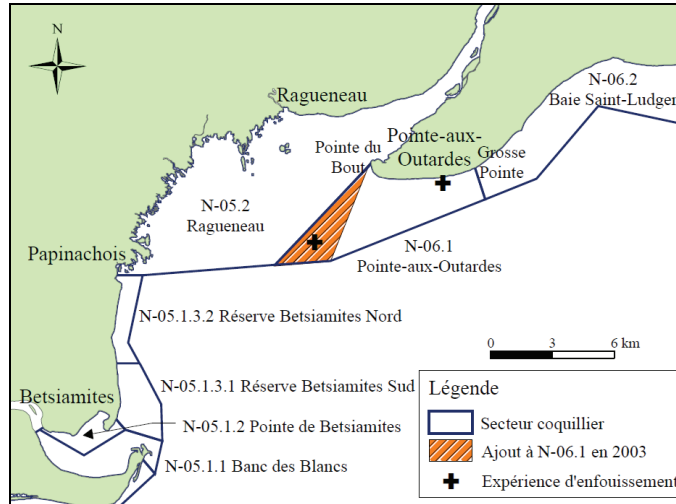 N
N-06.2
Baie Saint-Ludger
Ragueneau
Pointe du
Bout
Pointe-aux-
Outardes
Grosse
Pointe
N-05.2
Ragueneau
N-06.1
Pointe-aux-Outardes
Papinachois
N-05.1.3.2 Réserve Betsiamites Nord
0 3 6 km
N-05.1.3.1 Réserve Betsiamites Sud
Betsiamites
N-05.1.2 Pointe de Betsiamites
N-05.1.1 Banc des Blancs
Légende
Secteur coquillier
Ajout à N-06.1 en 2003
Expérience d'enfouissement